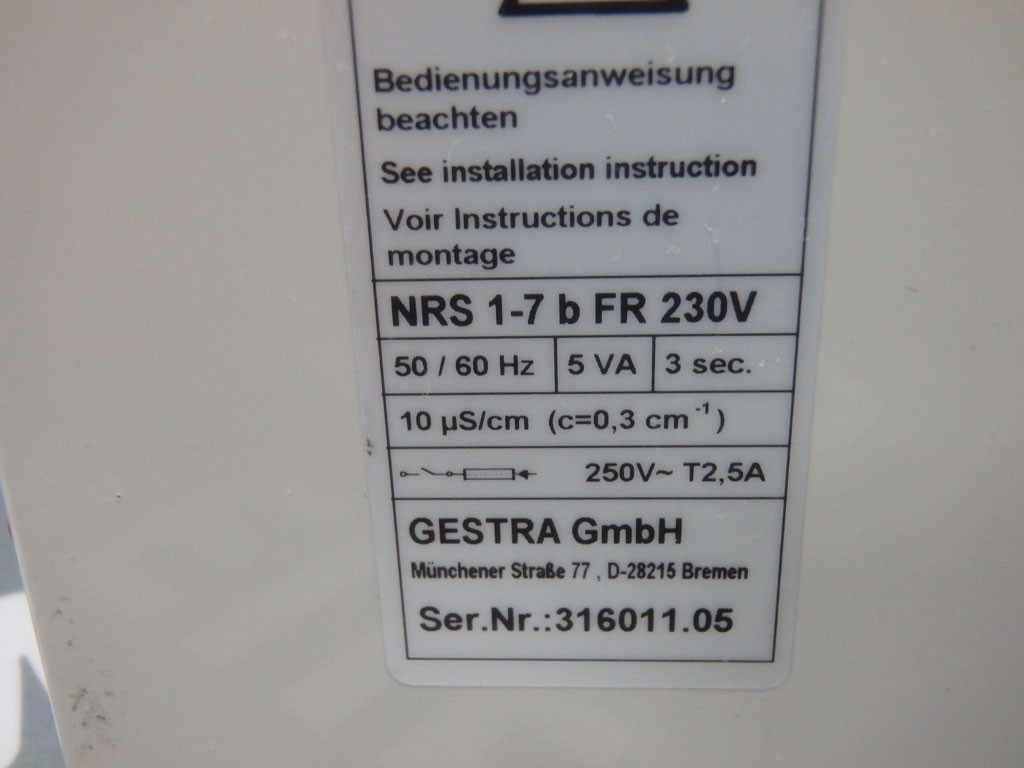 Bedienungsanweisung
beachten
See installation instruction
Voir Instructions de
montage
NRS 1-7 b FR 230V
50 / 60 Hz 5 VA 3 sec.
10 µS/cm (c=0,3 cm⁻¹)
250V~ T2,5A
GESTRA GmbH
Münchener Straße 77 , D-28215 Bremen
Ser.Nr.:316011.05